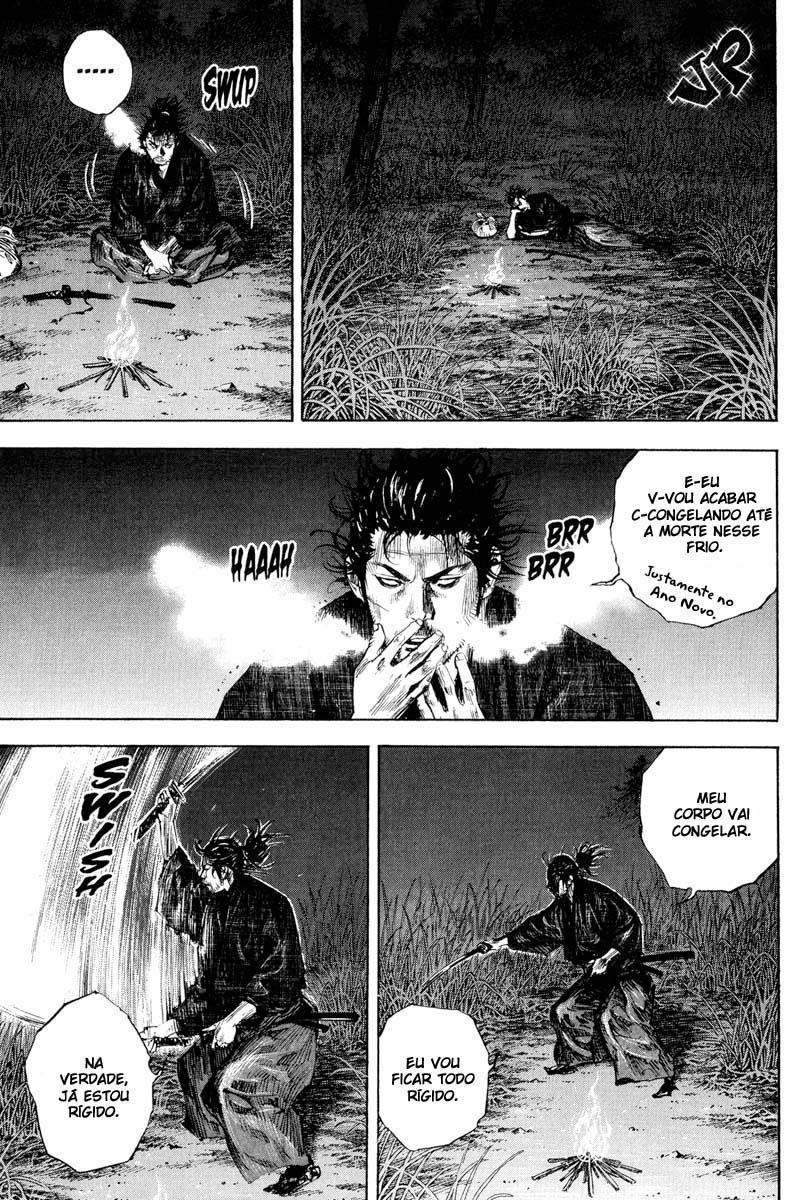 VP
SWUP
.....
E-EU
V-VOU ACABAR
C-CONGELANDO ATÉ
A MORTE NESSE
FRIO.
Justamente no
Ano Novo.
BRR
BRR
HAAAH
MEU
CORPO VAI
CONGELAR.
EU VOU
FICAR TODO
RÍGIDO.
SWISH
NA
VERDADE,
JÁ ESTOU
RÍGIDO.